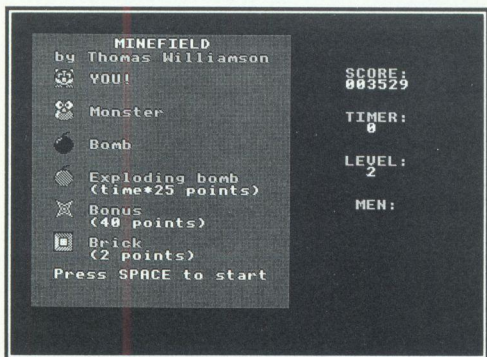 MINEFIELD
by Thomas Williamson
YOU!
Monster
Bomb
Exploding bomb
(time*25 points)
Bonus
(40 points)
Brick
(2 points)
Press SPACE to start
SCORE:
003529
TIMER:
0
LEVEL:
2
MEN: